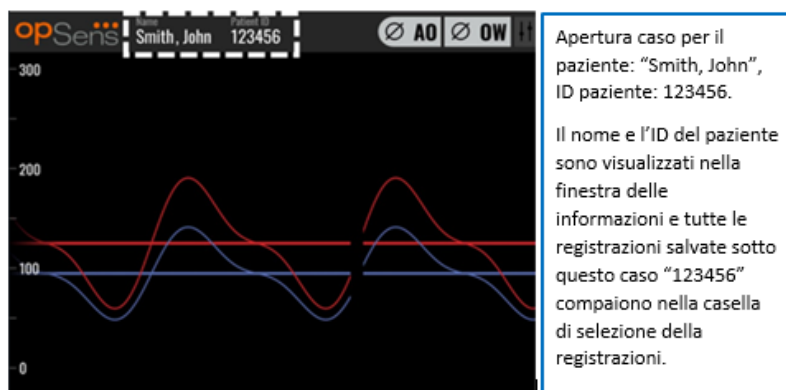 opSens
Name Patient ID
Smith, John 123456
Ø AO Ø OW
300
200
100
0
Apertura caso per il
paziente: “Smith, John”,
ID paziente: 123456.
Il nome e l’ID del paziente
sono visualizzati nella
finestra delle
informazioni e tutte le
registrazioni salvate sotto
questo caso “123456”
compaiono nella casella
di selezione della
registrazioni.